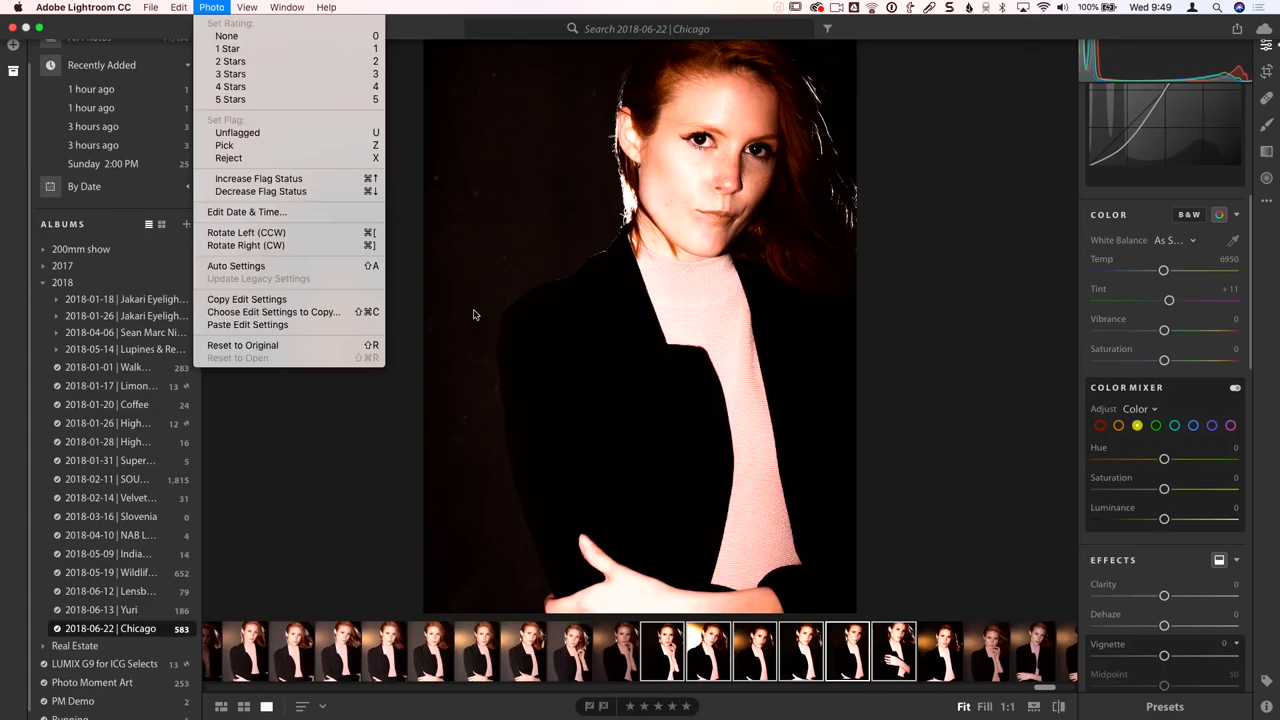 Adobe Lightroom CC File Edit Photo View Window Help 100% Wed 9:49
Search 2018-06-22 | Chicago
Recently Added
1 hour ago 1
1 hour ago 1
3 hours ago 1
3 hours ago 1
Sunday 2:00 PM 25
By Date
ALBUMS
200mm show
2017
2018
2018-01-18 | Jakari Eyeligh...
2018-01-26 | Jakari Eyeligh...
2018-04-06 | Sean Marc Ni...
2018-05-14 | Lupines & Re...
2018-01-01 | Walk... 283
2018-01-17 | Limon... 13
2018-01-20 | Coffee 24
2018-01-26 | High... 12
2018-01-28 | High... 16
2018-01-31 | Super... 5
2018-02-11 | SOU... 1,815
2018-02-14 | Velvet... 31
2018-03-16 | Slovenia 0
2018-04-10 | NAB L... 4
2018-05-09 | India... 14
2018-05-19 | Wildlif... 652
2018-06-12 | Lensb... 6
2018-06-13 | Yuri 186
2018-06-22 | Chicago 583
Real Estate
LUMIX G9 for ICG Selects 13
Photo Moment Art 253
PM Demo 2
Set Rating:
None 0
1 Star 1
2 Stars 2
3 Stars 3
4 Stars 4
5 Stars 5
Set Flag:
Unflagged U
Pick Z
Reject X
Increase Flag Status ⌘↑
Decrease Flag Status ⌘↓
Edit Date & Time...
Rotate Left (CCW) ⌘[
Rotate Right (CW) ⌘]
Auto Settings ⇧A
Update Legacy Settings
Copy Edit Settings
Choose Edit Settings to Copy... ⇧⌘C
Paste Edit Settings
Reset to Original ⇧R
Reset to Open ⇧⌘R
COLOR B&W
White Balance As S...
Temp 6950
Tint + 11
Vibrance 0
Saturation 0
COLOR MIXER
Adjust Color
Hue 0
Saturation 0
Luminance 0
EFFECTS
Clarity 0
Dehaze 0
Vignette 0
Midpoint 50
Fit Fill 1:1
Presets